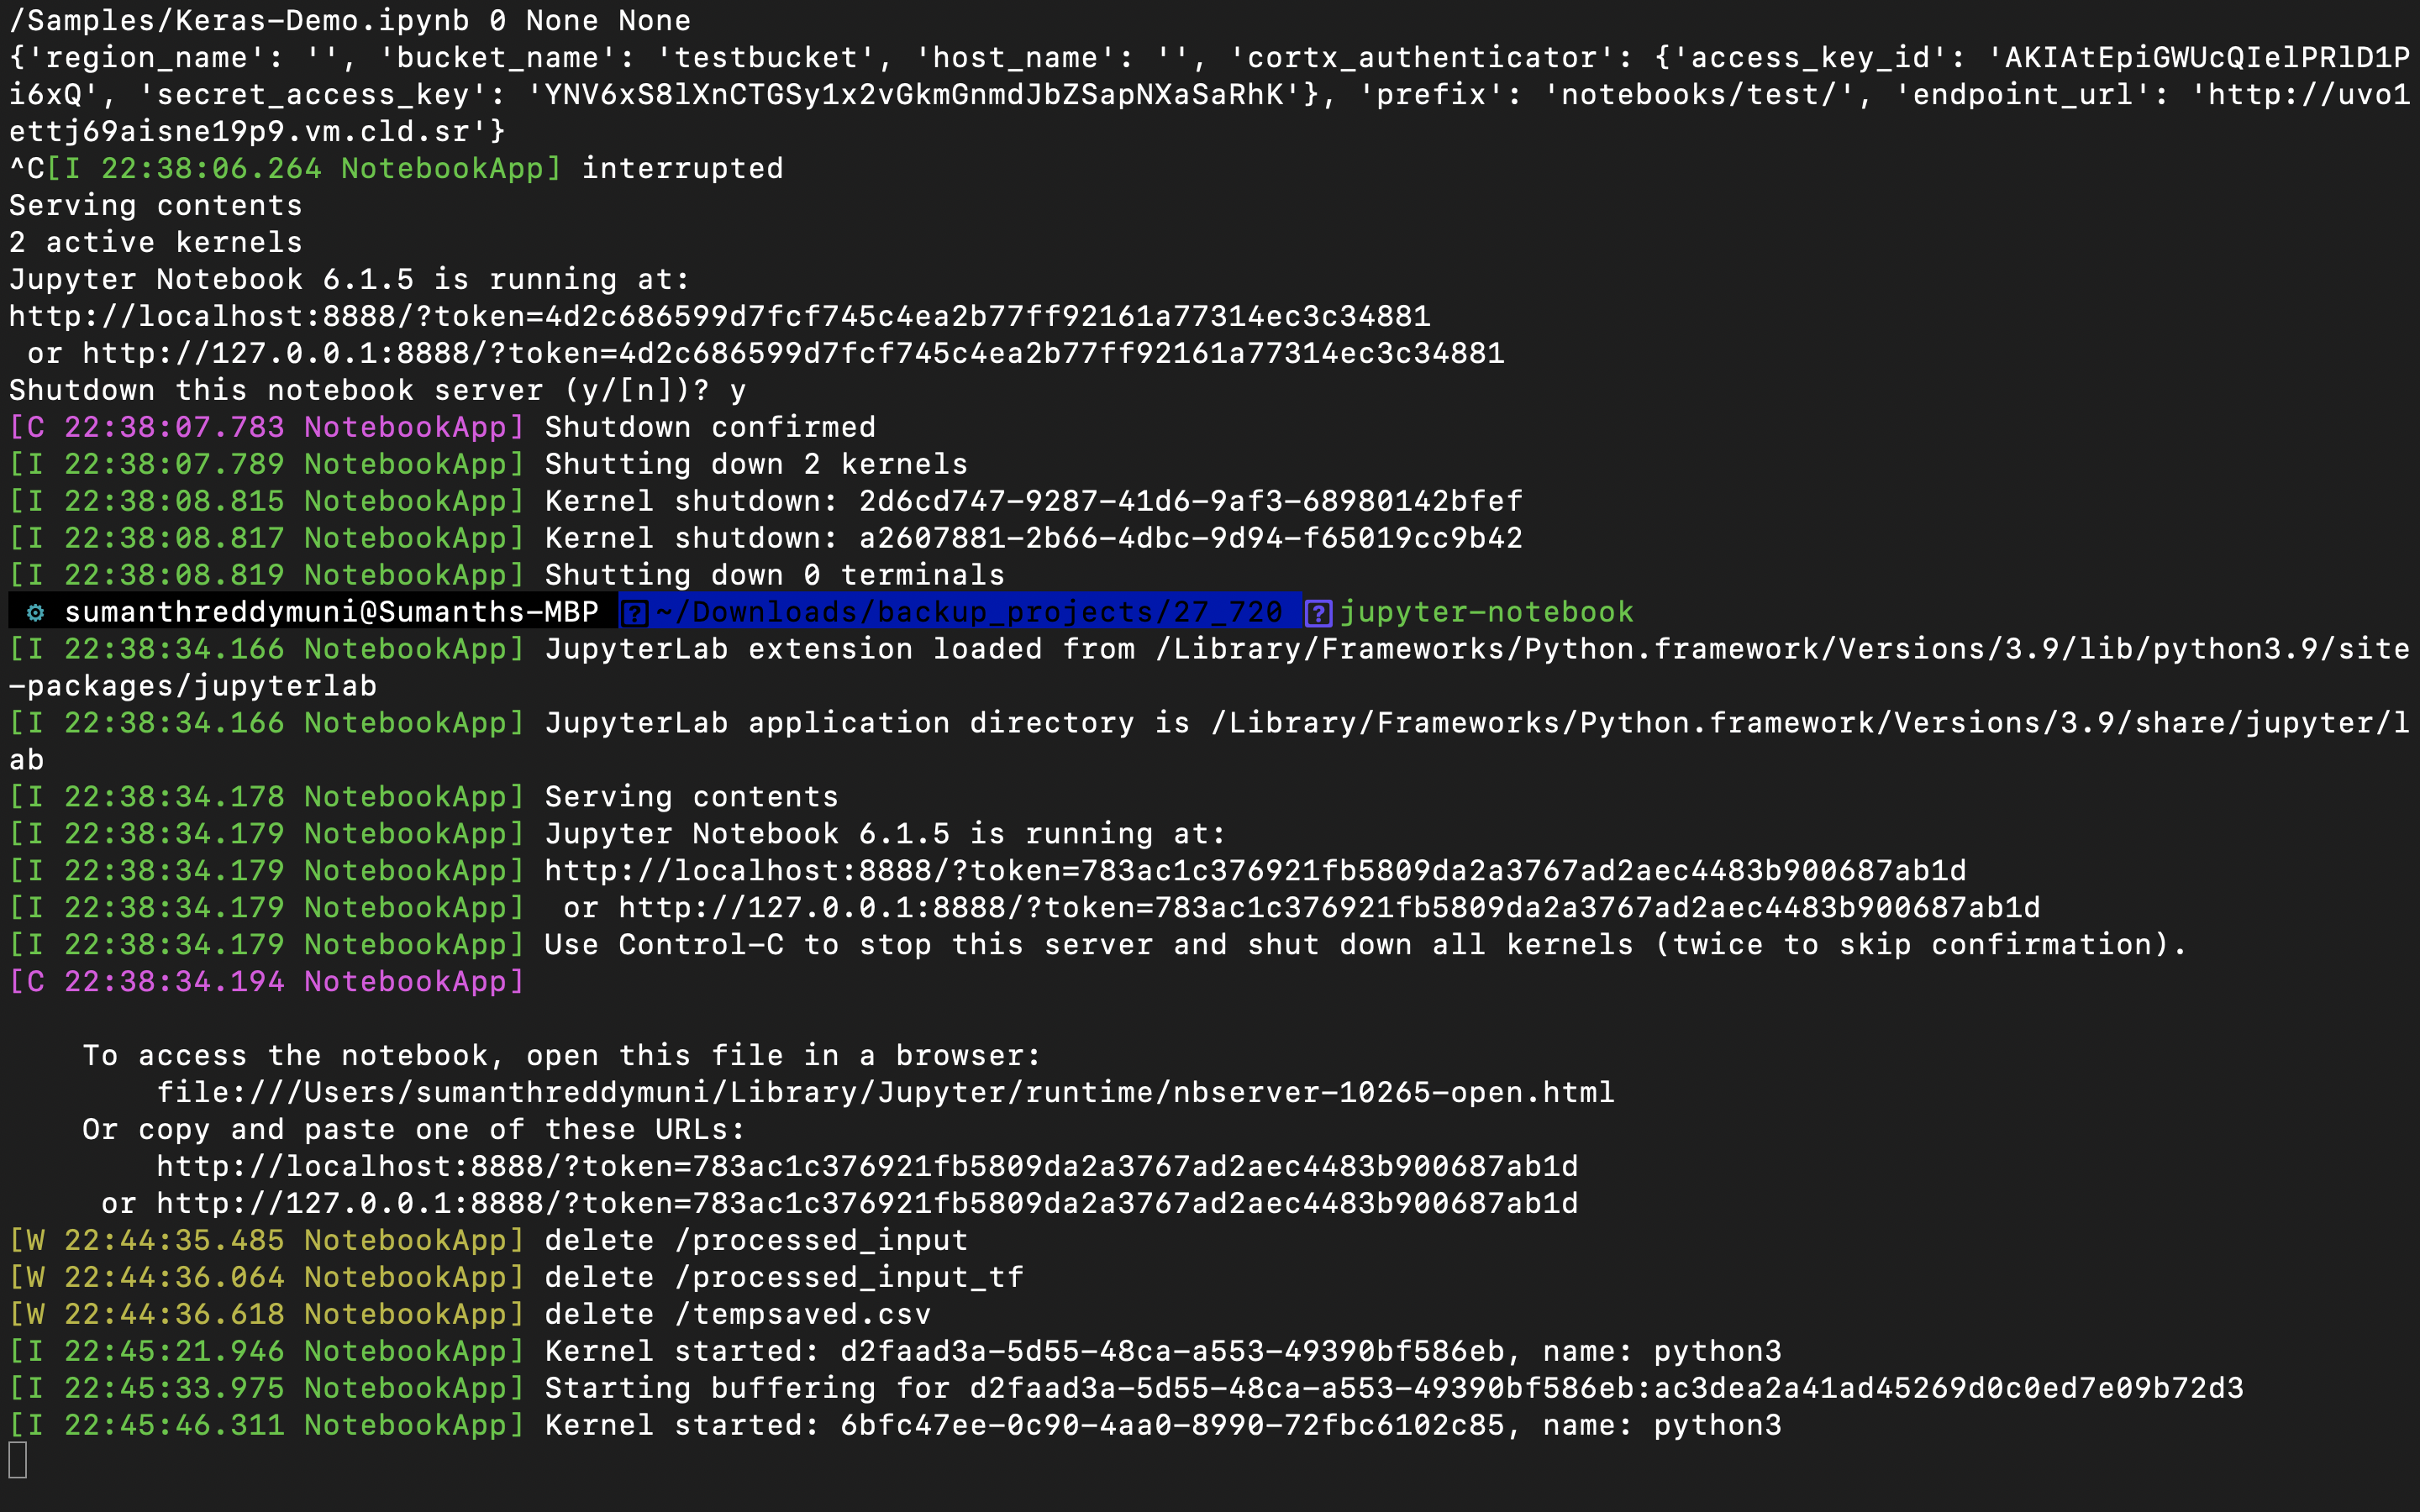 /Samples/Keras-Demo.ipynb 0 None None
{'region_name': '', 'bucket_name': 'testbucket', 'host_name': '', 'cortx_authenticator': {'access_key_id': 'AKIAtEpiGWUcQIelPRlD1P
i6xQ', 'secret_access_key': 'YNV6xS8lXnCTGSy1x2vGkmGnmdJbZSapNXaSaRhK'}, 'prefix': 'notebooks/test/', 'endpoint_url': 'http://uvo1
ettj69aisne19p9.vm.cld.sr'}
^C[I 22:38:06.264 NotebookApp] interrupted
Serving contents
2 active kernels
Jupyter Notebook 6.1.5 is running at:
http://localhost:8888/?token=4d2c686599d7fcf745c4ea2b77ff92161a77314ec3c34881
 or http://127.0.0.1:8888/?token=4d2c686599d7fcf745c4ea2b77ff92161a77314ec3c34881
Shutdown this notebook server (y/[n])? y
[C 22:38:07.783 NotebookApp] Shutdown confirmed
[I 22:38:07.789 NotebookApp] Shutting down 2 kernels
[I 22:38:08.815 NotebookApp] Kernel shutdown: 2d6cd747-9287-41d6-9af3-68980142bfef
[I 22:38:08.817 NotebookApp] Kernel shutdown: a2607881-2b66-4dbc-9d94-f65019cc9b42
[I 22:38:08.819 NotebookApp] Shutting down 0 terminals
⚙ sumanthreddymuni@Sumanths-MBP ? ~/Downloads/backup_projects/27_720 ? jupyter-notebook
[I 22:38:34.166 NotebookApp] JupyterLab extension loaded from /Library/Frameworks/Python.framework/Versions/3.9/lib/python3.9/site
-packages/jupyterlab
[I 22:38:34.166 NotebookApp] JupyterLab application directory is /Library/Frameworks/Python.framework/Versions/3.9/share/jupyter/l
ab
[I 22:38:34.178 NotebookApp] Serving contents
[I 22:38:34.179 NotebookApp] Jupyter Notebook 6.1.5 is running at:
[I 22:38:34.179 NotebookApp] http://localhost:8888/?token=783ac1c376921fb5809da2a3767ad2aec4483b900687ab1d
[I 22:38:34.179 NotebookApp]  or http://127.0.0.1:8888/?token=783ac1c376921fb5809da2a3767ad2aec4483b900687ab1d
[I 22:38:34.179 NotebookApp] Use Control-C to stop this server and shut down all kernels (twice to skip confirmation).
[C 22:38:34.194 NotebookApp]
    To access the notebook, open this file in a browser:
        file:///Users/sumanthreddymuni/Library/Jupyter/runtime/nbserver-10265-open.html
    Or copy and paste one of these URLs:
        http://localhost:8888/?token=783ac1c376921fb5809da2a3767ad2aec4483b900687ab1d
     or http://127.0.0.1:8888/?token=783ac1c376921fb5809da2a3767ad2aec4483b900687ab1d
[W 22:44:35.485 NotebookApp] delete /processed_input
[W 22:44:36.064 NotebookApp] delete /processed_input_tf
[W 22:44:36.618 NotebookApp] delete /tempsaved.csv
[I 22:45:21.946 NotebookApp] Kernel started: d2faad3a-5d55-48ca-a553-49390bf586eb, name: python3
[I 22:45:33.975 NotebookApp] Starting buffering for d2faad3a-5d55-48ca-a553-49390bf586eb:ac3dea2a41ad45269d0c0ed7e09b72d3
[I 22:45:46.311 NotebookApp] Kernel started: 6bfc47ee-0c90-4aa0-8990-72fbc6102c85, name: python3